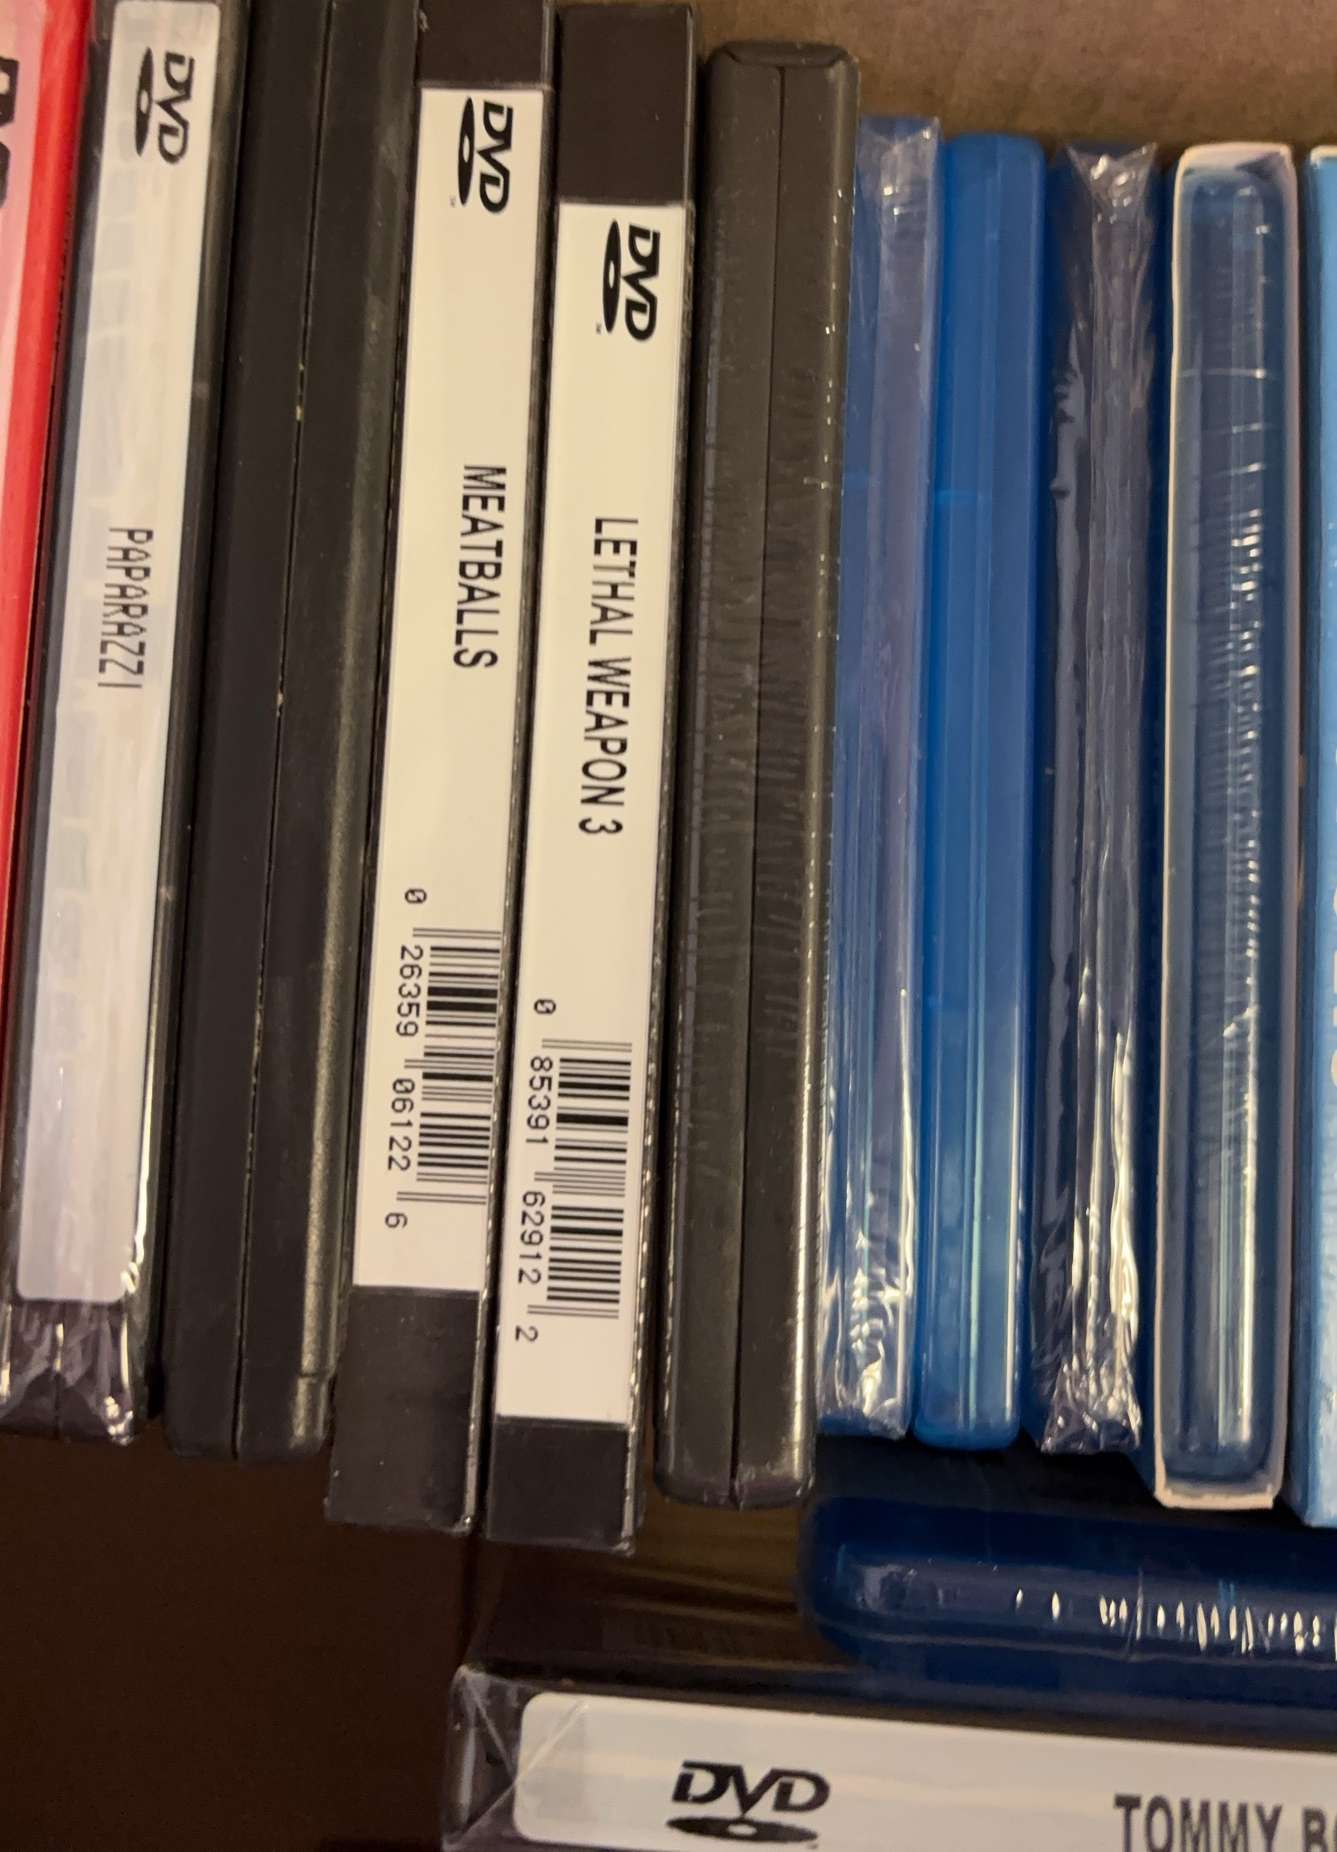 DVD
PAPARAZZI
DVD
MEATBALLS
0 26359 06122 6
DVD
LETHAL WEAPON 3
0 85391 62912 2
DVD
TOMMY